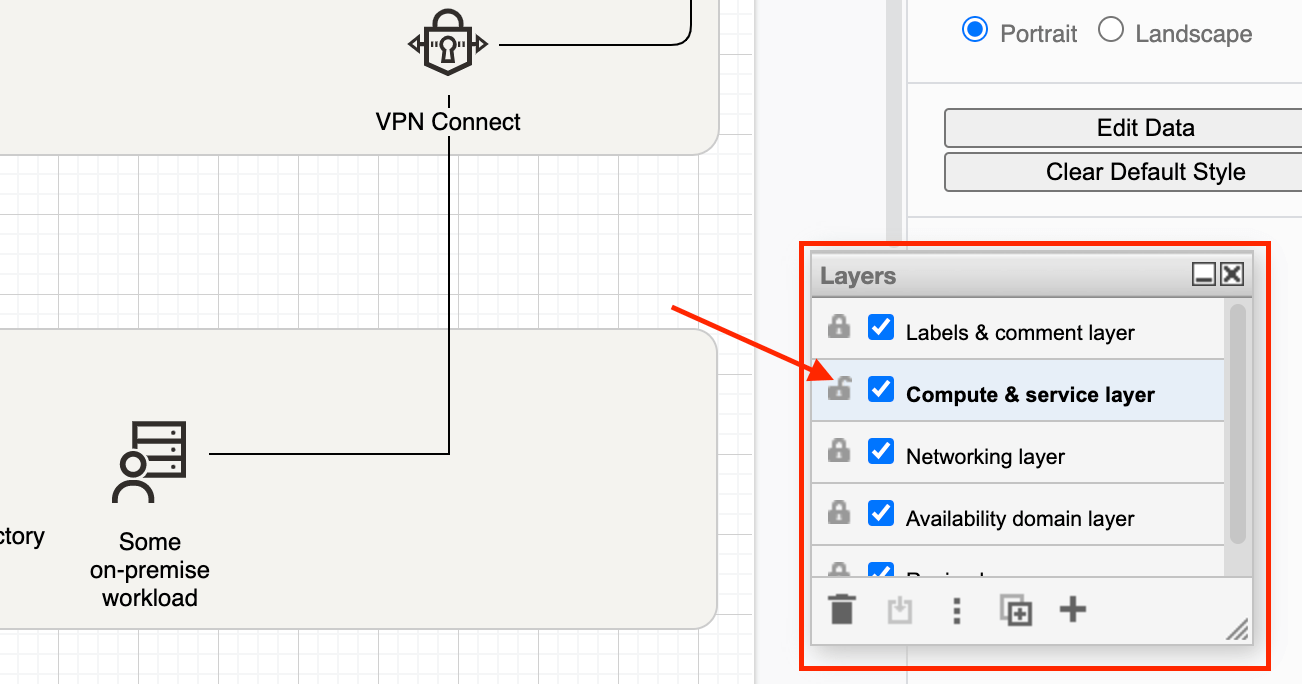 Portrait
Landscape
VPN Connect
Edit Data
Clear Default Style
Layers
Labels & comment layer
Compute & service layer
Networking layer
Availability domain layer
ctory
Some
on-premise
workload